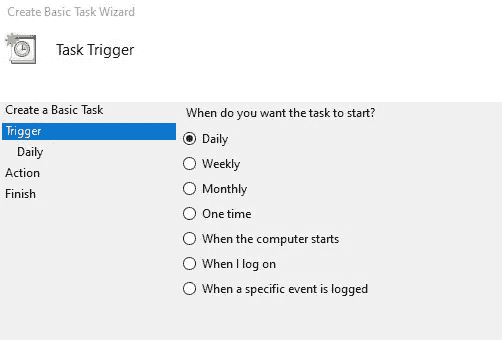 Create Basic Task Wizard
Task Trigger
Create a Basic Task
Trigger
Daily
Action
Finish
When do you want the task to start?
Daily
Weekly
Monthly
One time
When the computer starts
When I log on
When a specific event is logged